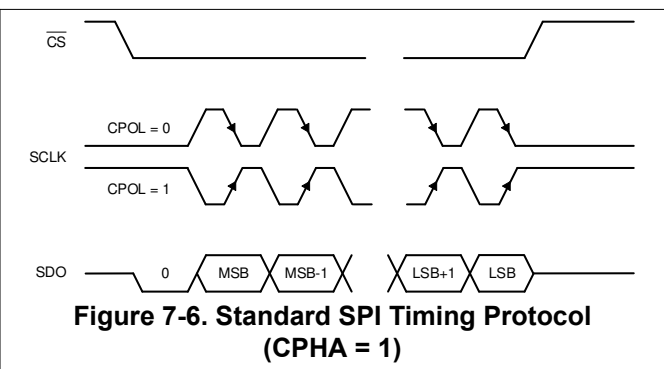 CS
CPOL = 0
SCLK
CPOL = 1
SDO 0 MSB MSB-1 LSB+1 LSB
Figure 7-6. Standard SPI Timing Protocol
(CPHA = 1)